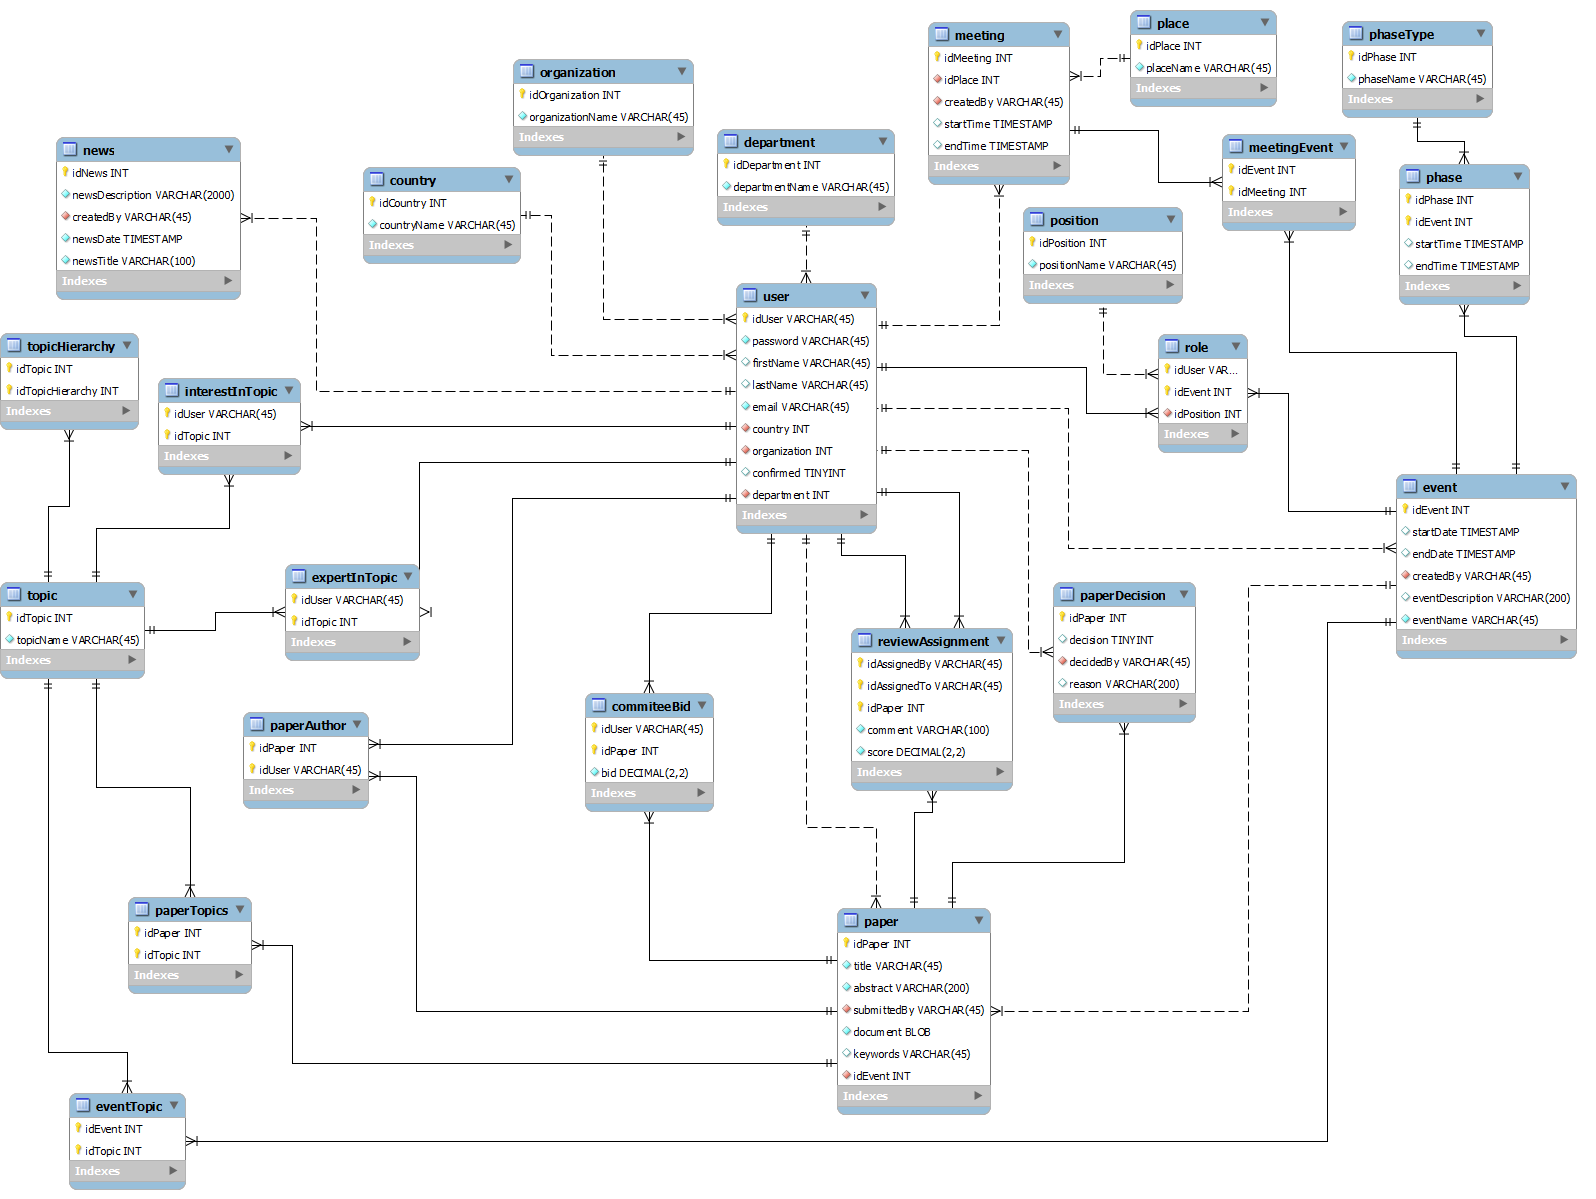 meeting
idMeeting INT
idPlace INT
createdBy VARCHAR(45)
startTime TIMESTAMP
endTime TIMESTAMP
Indexes
place
idPlace INT
placeName VARCHAR(45)
Indexes
phaseType
idPhase INT
phaseName VARCHAR(45)
Indexes
organization
idOrganization INT
organizationName VARCHAR(45)
Indexes
news
idNews INT
newsDescription VARCHAR(2000)
createdBy VARCHAR(45)
newsDate TIMESTAMP
newsTitle VARCHAR(100)
Indexes
country
idCountry INT
countryName VARCHAR(45)
Indexes
department
idDepartment INT
departmentName VARCHAR(45)
Indexes
meetingEvent
idEvent INT
idMeeting INT
Indexes
phase
idPhase INT
idEvent INT
startTime TIMESTAMP
endTime TIMESTAMP
Indexes
position
idPosition INT
positionName VARCHAR(45)
Indexes
user
idUser VARCHAR(45)
password VARCHAR(45)
firstName VARCHAR(45)
lastName VARCHAR(45)
email VARCHAR(45)
country INT
organization INT
confirmed TINYINT
department INT
Indexes
topicHierarchy
idTopic INT
idTopicHierarchy INT
Indexes
interestInTopic
idUser VARCHAR(45)
idTopic INT
Indexes
role
idUser VAR...
idEvent INT
idPosition INT
Indexes
event
idEvent INT
startDate TIMESTAMP
endDate TIMESTAMP
createdBy VARCHAR(45)
eventDescription VARCHAR(200)
eventName VARCHAR(45)
Indexes
topic
idTopic INT
topicName VARCHAR(45)
Indexes
expertInTopic
idUser VARCHAR(45)
idTopic INT
Indexes
paperDecision
idPaper INT
decision TINYINT
decidedBy VARCHAR(45)
reason VARCHAR(200)
Indexes
reviewAssignment
idAssignedBy VARCHAR(45)
idAssignedTo VARCHAR(45)
idPaper INT
comment VARCHAR(100)
score DECIMAL(2,2)
Indexes
commiteeBid
idUser VARCHAR(45)
idPaper INT
bid DECIMAL(2,2)
Indexes
paperAuthor
idPaper INT
idUser VARCHAR(45)
Indexes
paperTopics
idPaper INT
idTopic INT
Indexes
paper
idPaper INT
title VARCHAR(45)
abstract VARCHAR(200)
submittedBy VARCHAR(45)
document BLOB
keywords VARCHAR(45)
idEvent INT
Indexes
eventTopic
idEvent INT
idTopic INT
Indexes